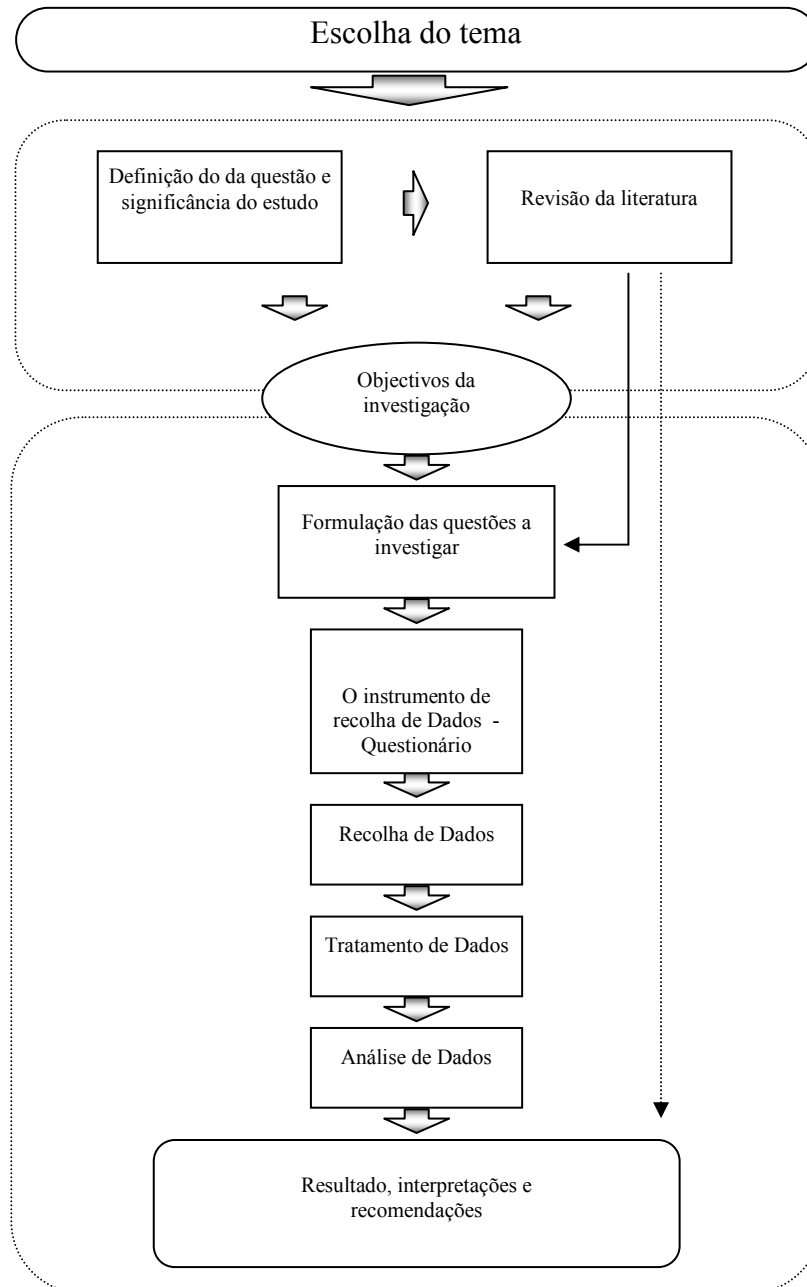 Escolha do tema
Definição do da questão e
significância do estudo
Revisão da literatura
Objectivos da
investigação
Formulação das questões a
investigar
O instrumento de
recolha de Dados -
Questionário
Recolha de Dados
Tratamento de Dados
Análise de Dados
Resultado, interpretações e
recomendações